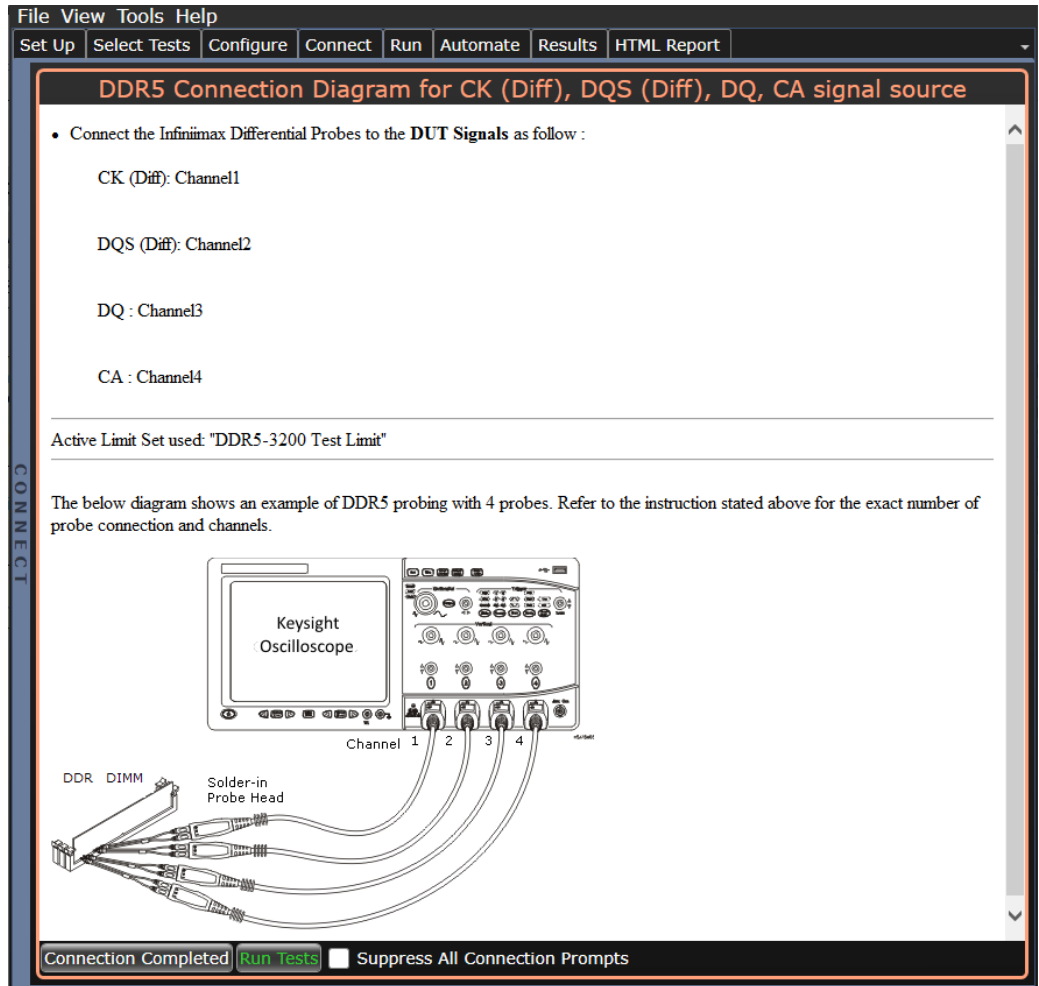 File View Tools Help
Set Up Select Tests Configure Connect Run Automate Results HTML Report
DDR5 Connection Diagram for CK (Diff), DQS (Diff), DQ, CA signal source
• Connect the Infiniimax Differential Probes to the DUT Signals as follow :
CK (Diff): Channel1
DQS (Diff): Channel2
DQ : Channel3
CA : Channel4
Active Limit Set used: "DDR5-3200 Test Limit"
CONNECT
The below diagram shows an example of DDR5 probing with 4 probes. Refer to the instruction stated above for the exact number of
probe connection and channels.
Keysight
Oscilloscope
Vertical
1 2 3 4
Channel 1 2 3 4
DDR DIMM
Solder-in
Probe Head
Connection Completed Run Tests Suppress All Connection Prompts